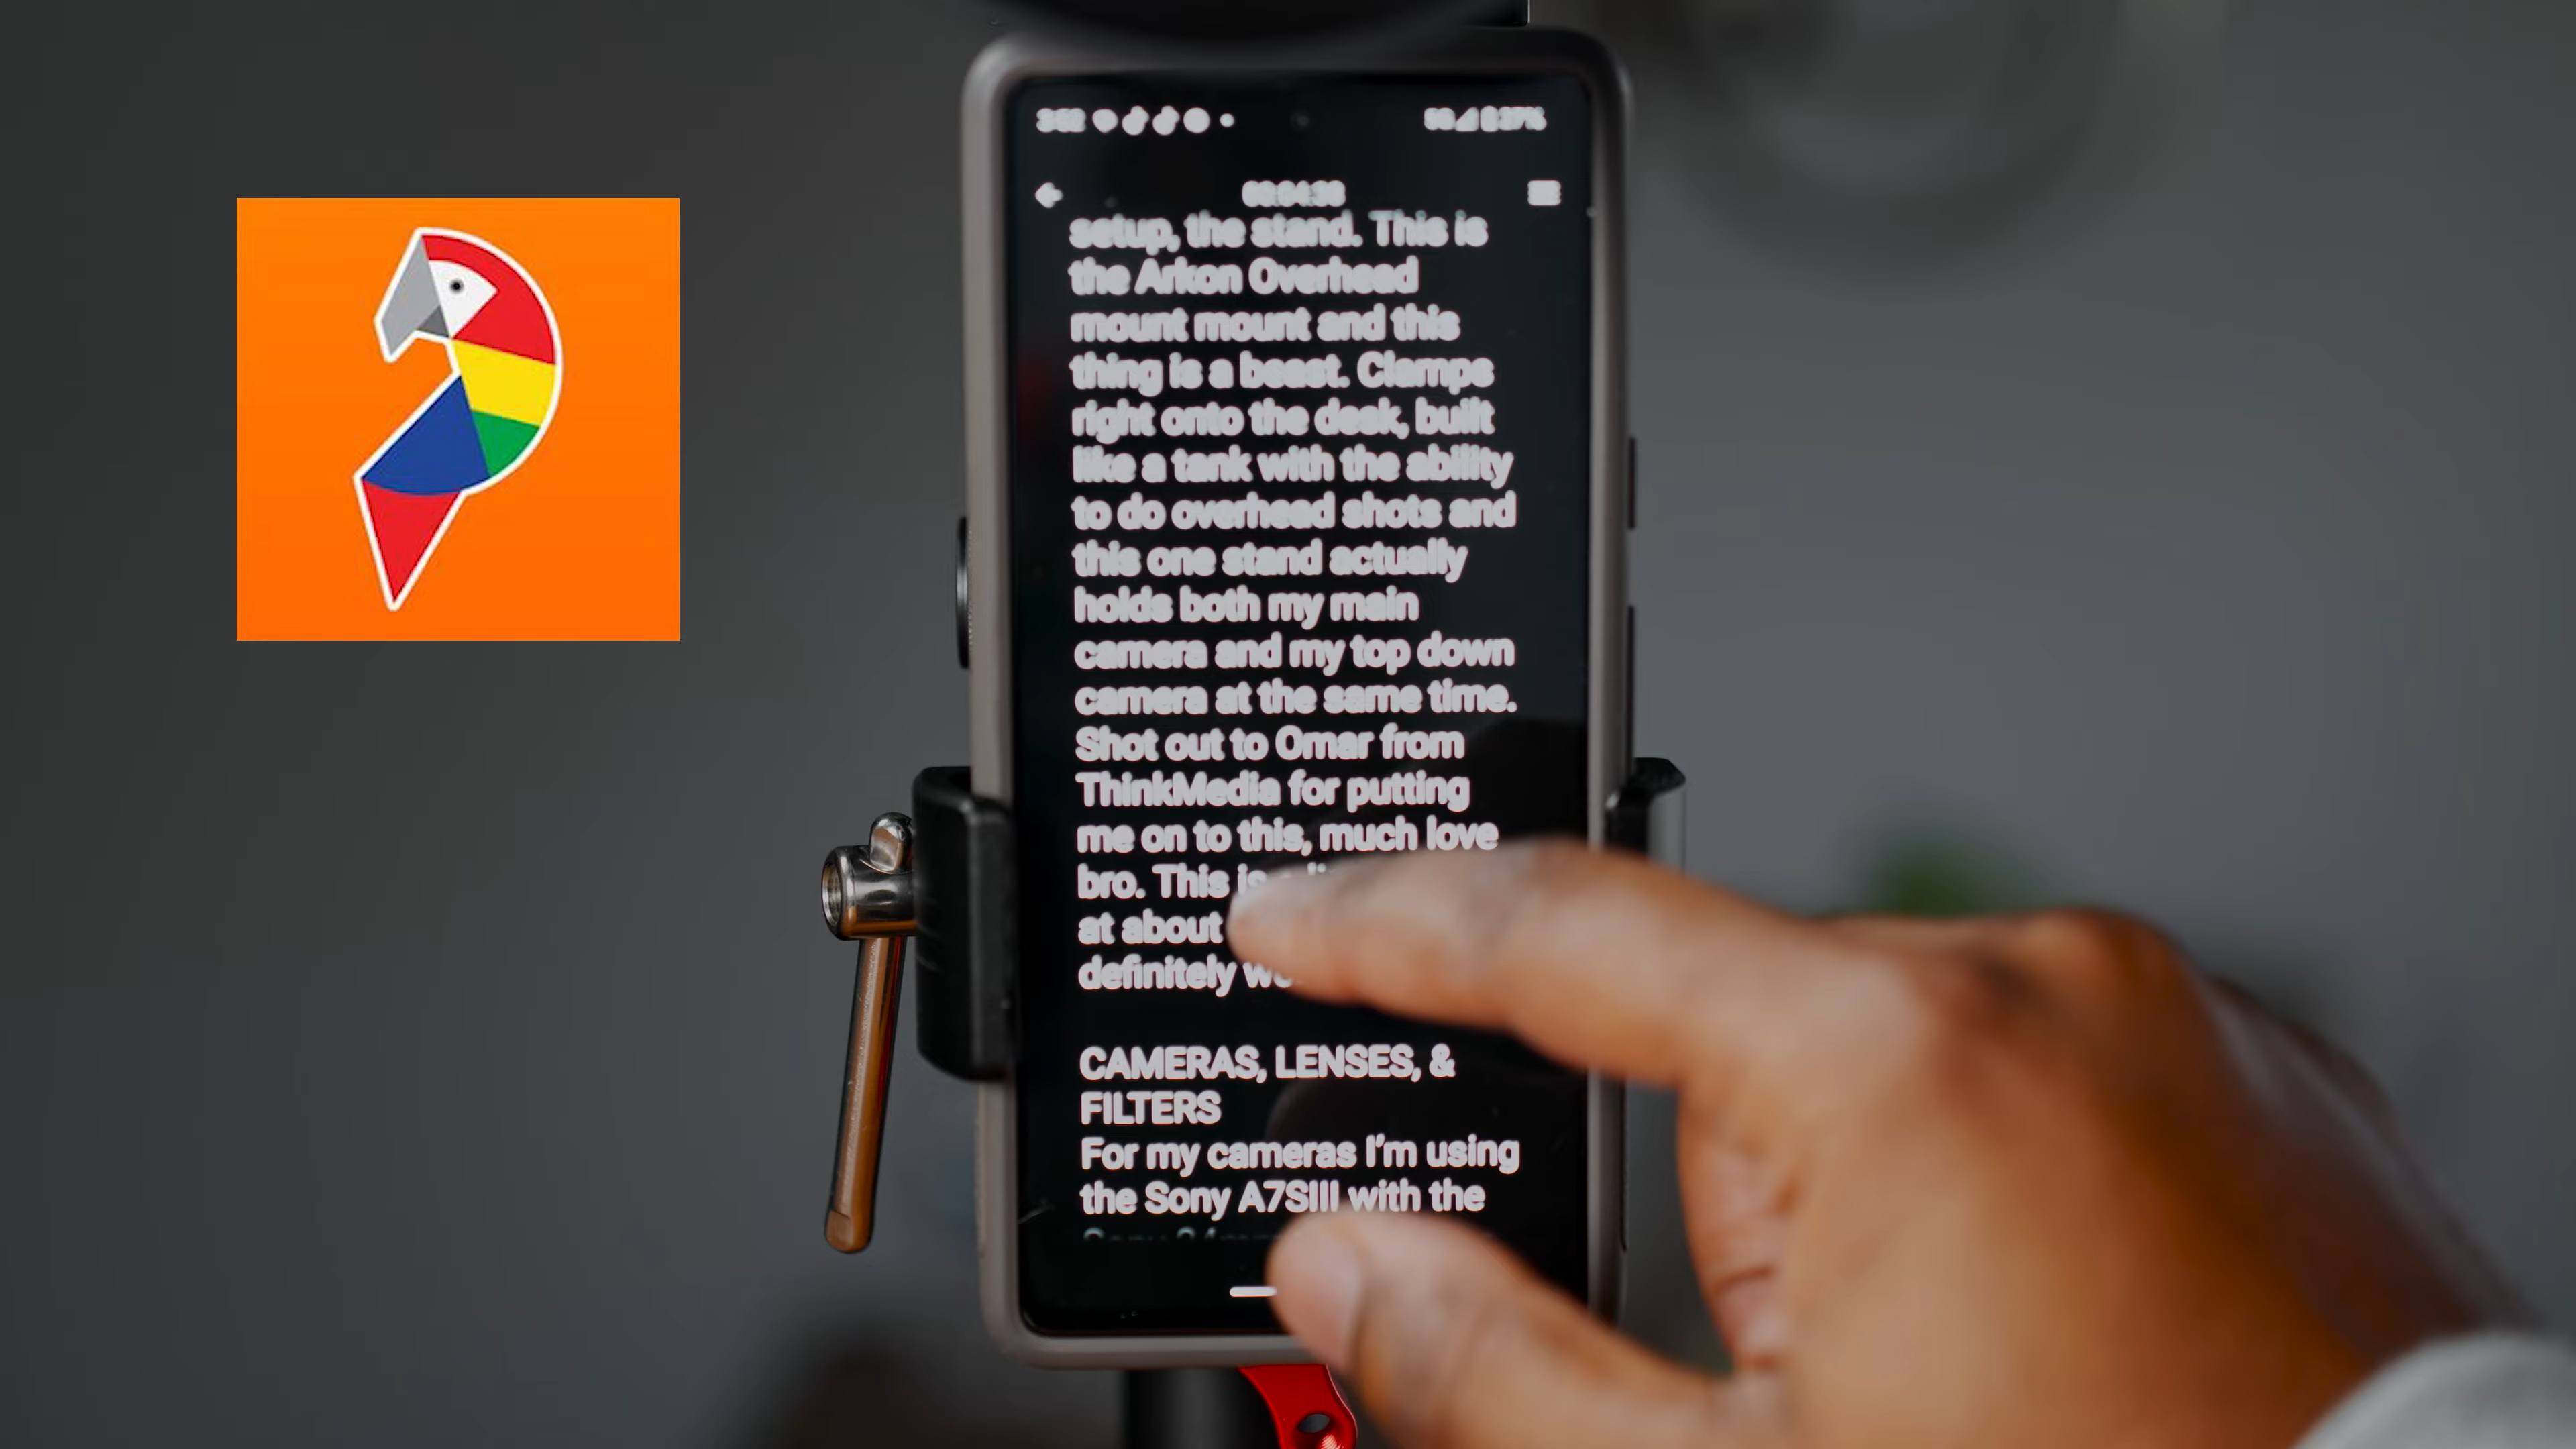 setup, the stand. This is
the Arkon Overhead
mount mount and this
thing is a beast. Clamps
right onto the desk, built
like a tank with the ability
to do overhead shots and
this one stand actually
holds both my main
camera and my top down
camera at the same time.
Shot out to Omar from
ThinkMedia for putting
me on to this, much love
bro. This is
at about
definitely
CAMERAS, LENSES, &
FILTERS
For my cameras I'm using
the Sony A7SIII with the